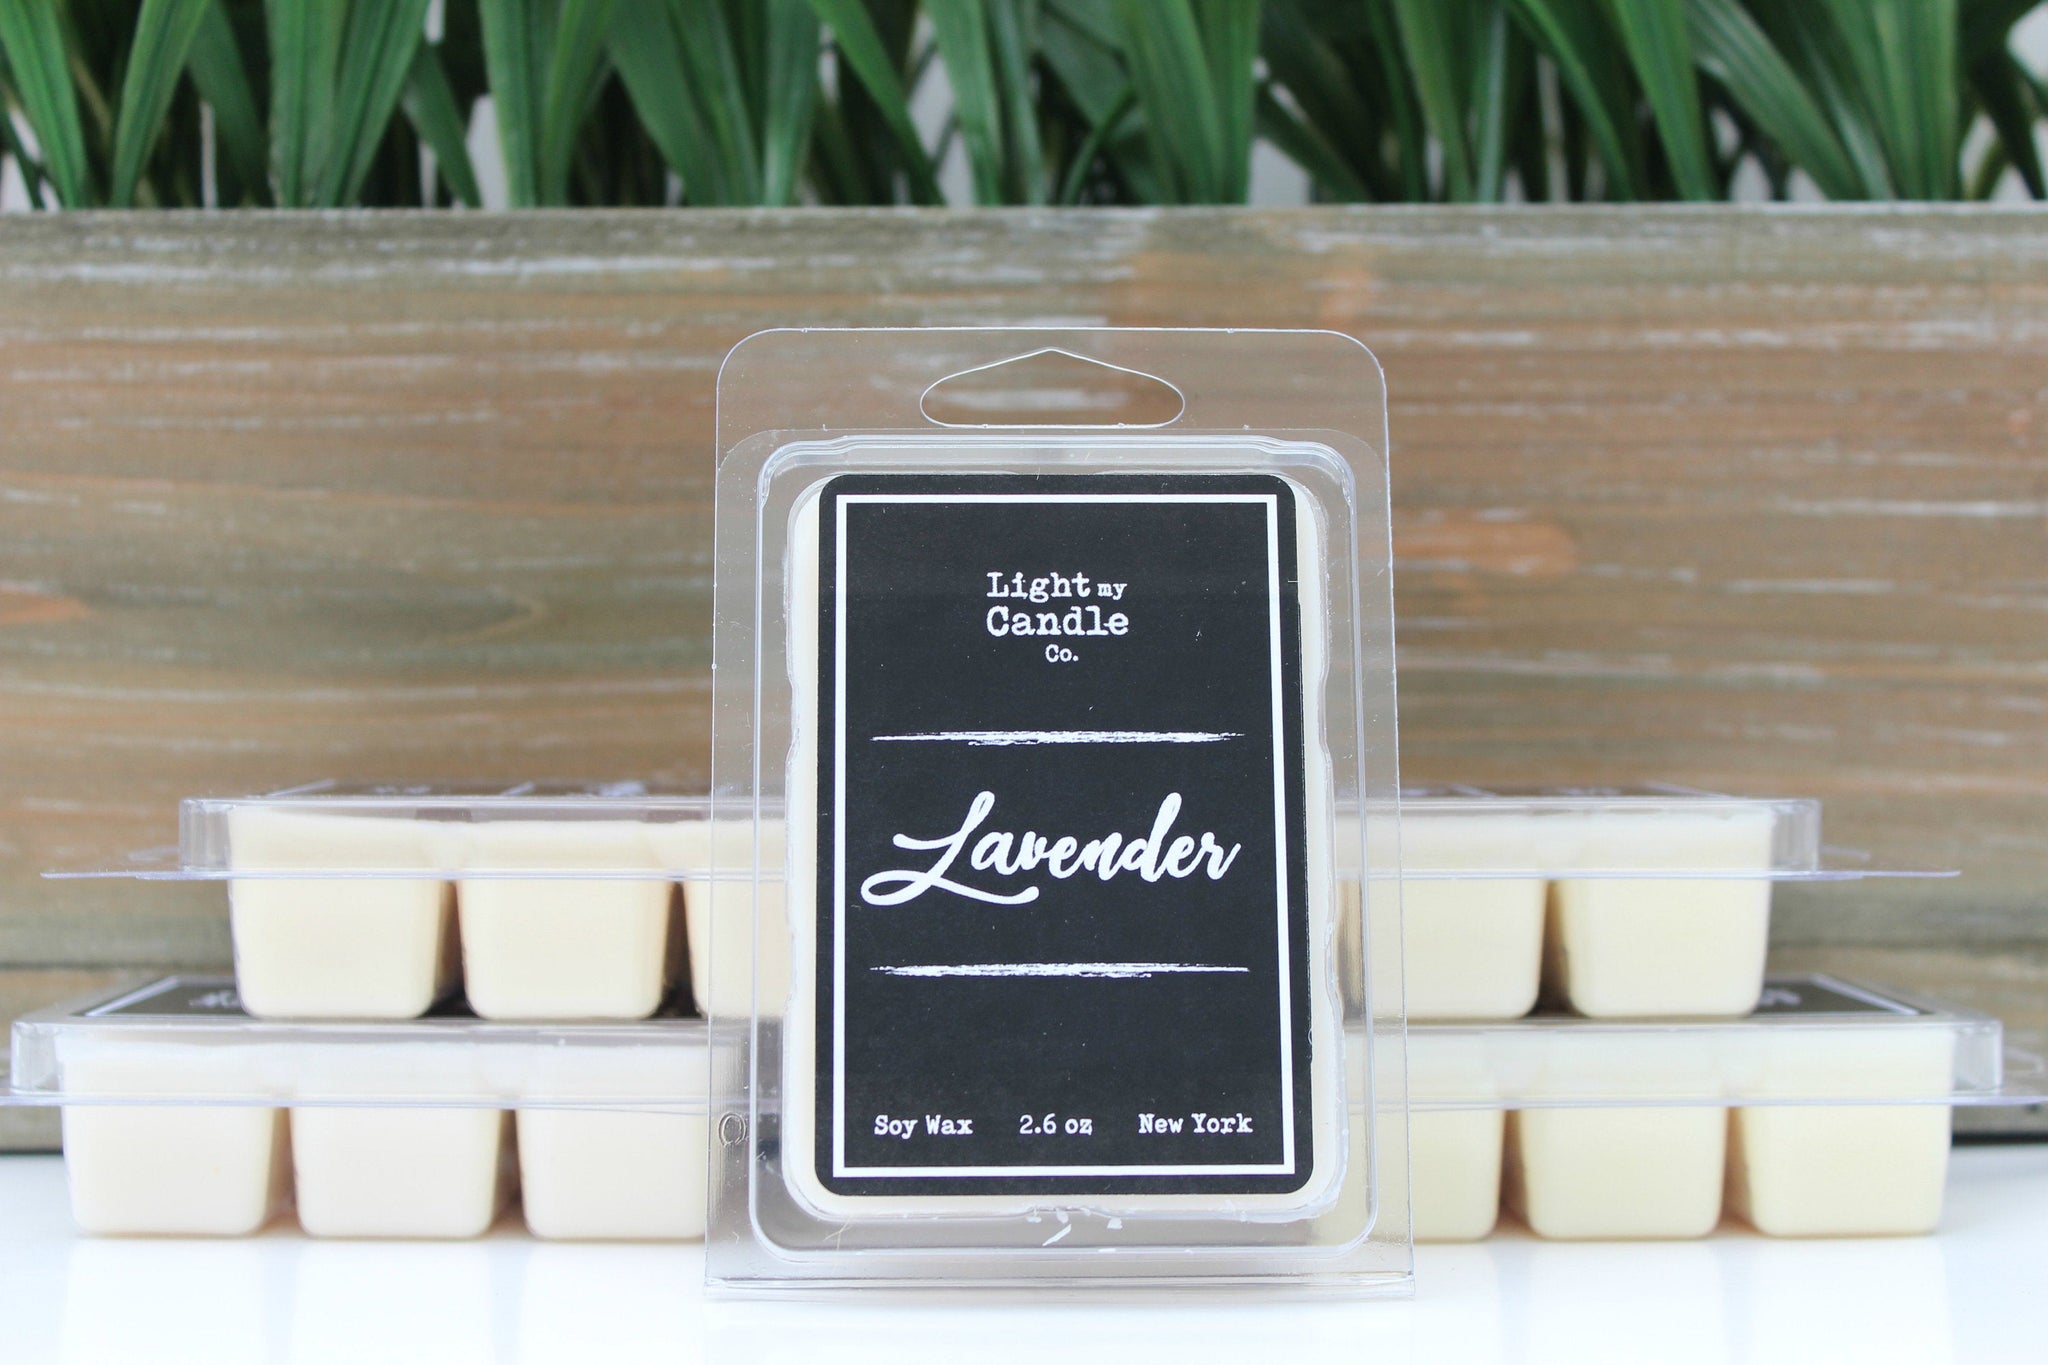 Light my
Candle
Co.
Lavender
Soy Wax 2.6 oz New York